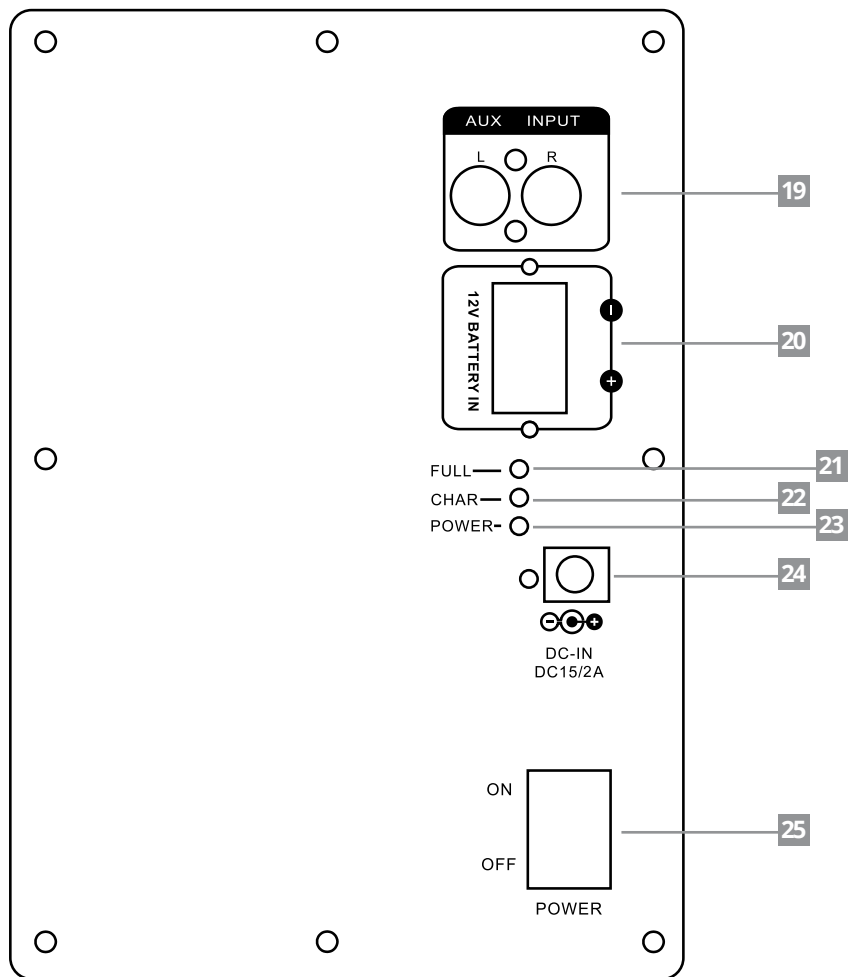 AUX INPUT
L R
19
12V BATTERY IN
-
+
20
FULL
21
CHAR
22
POWER
23
24
- +
DC-IN
DC15/2A
ON
OFF
25
POWER